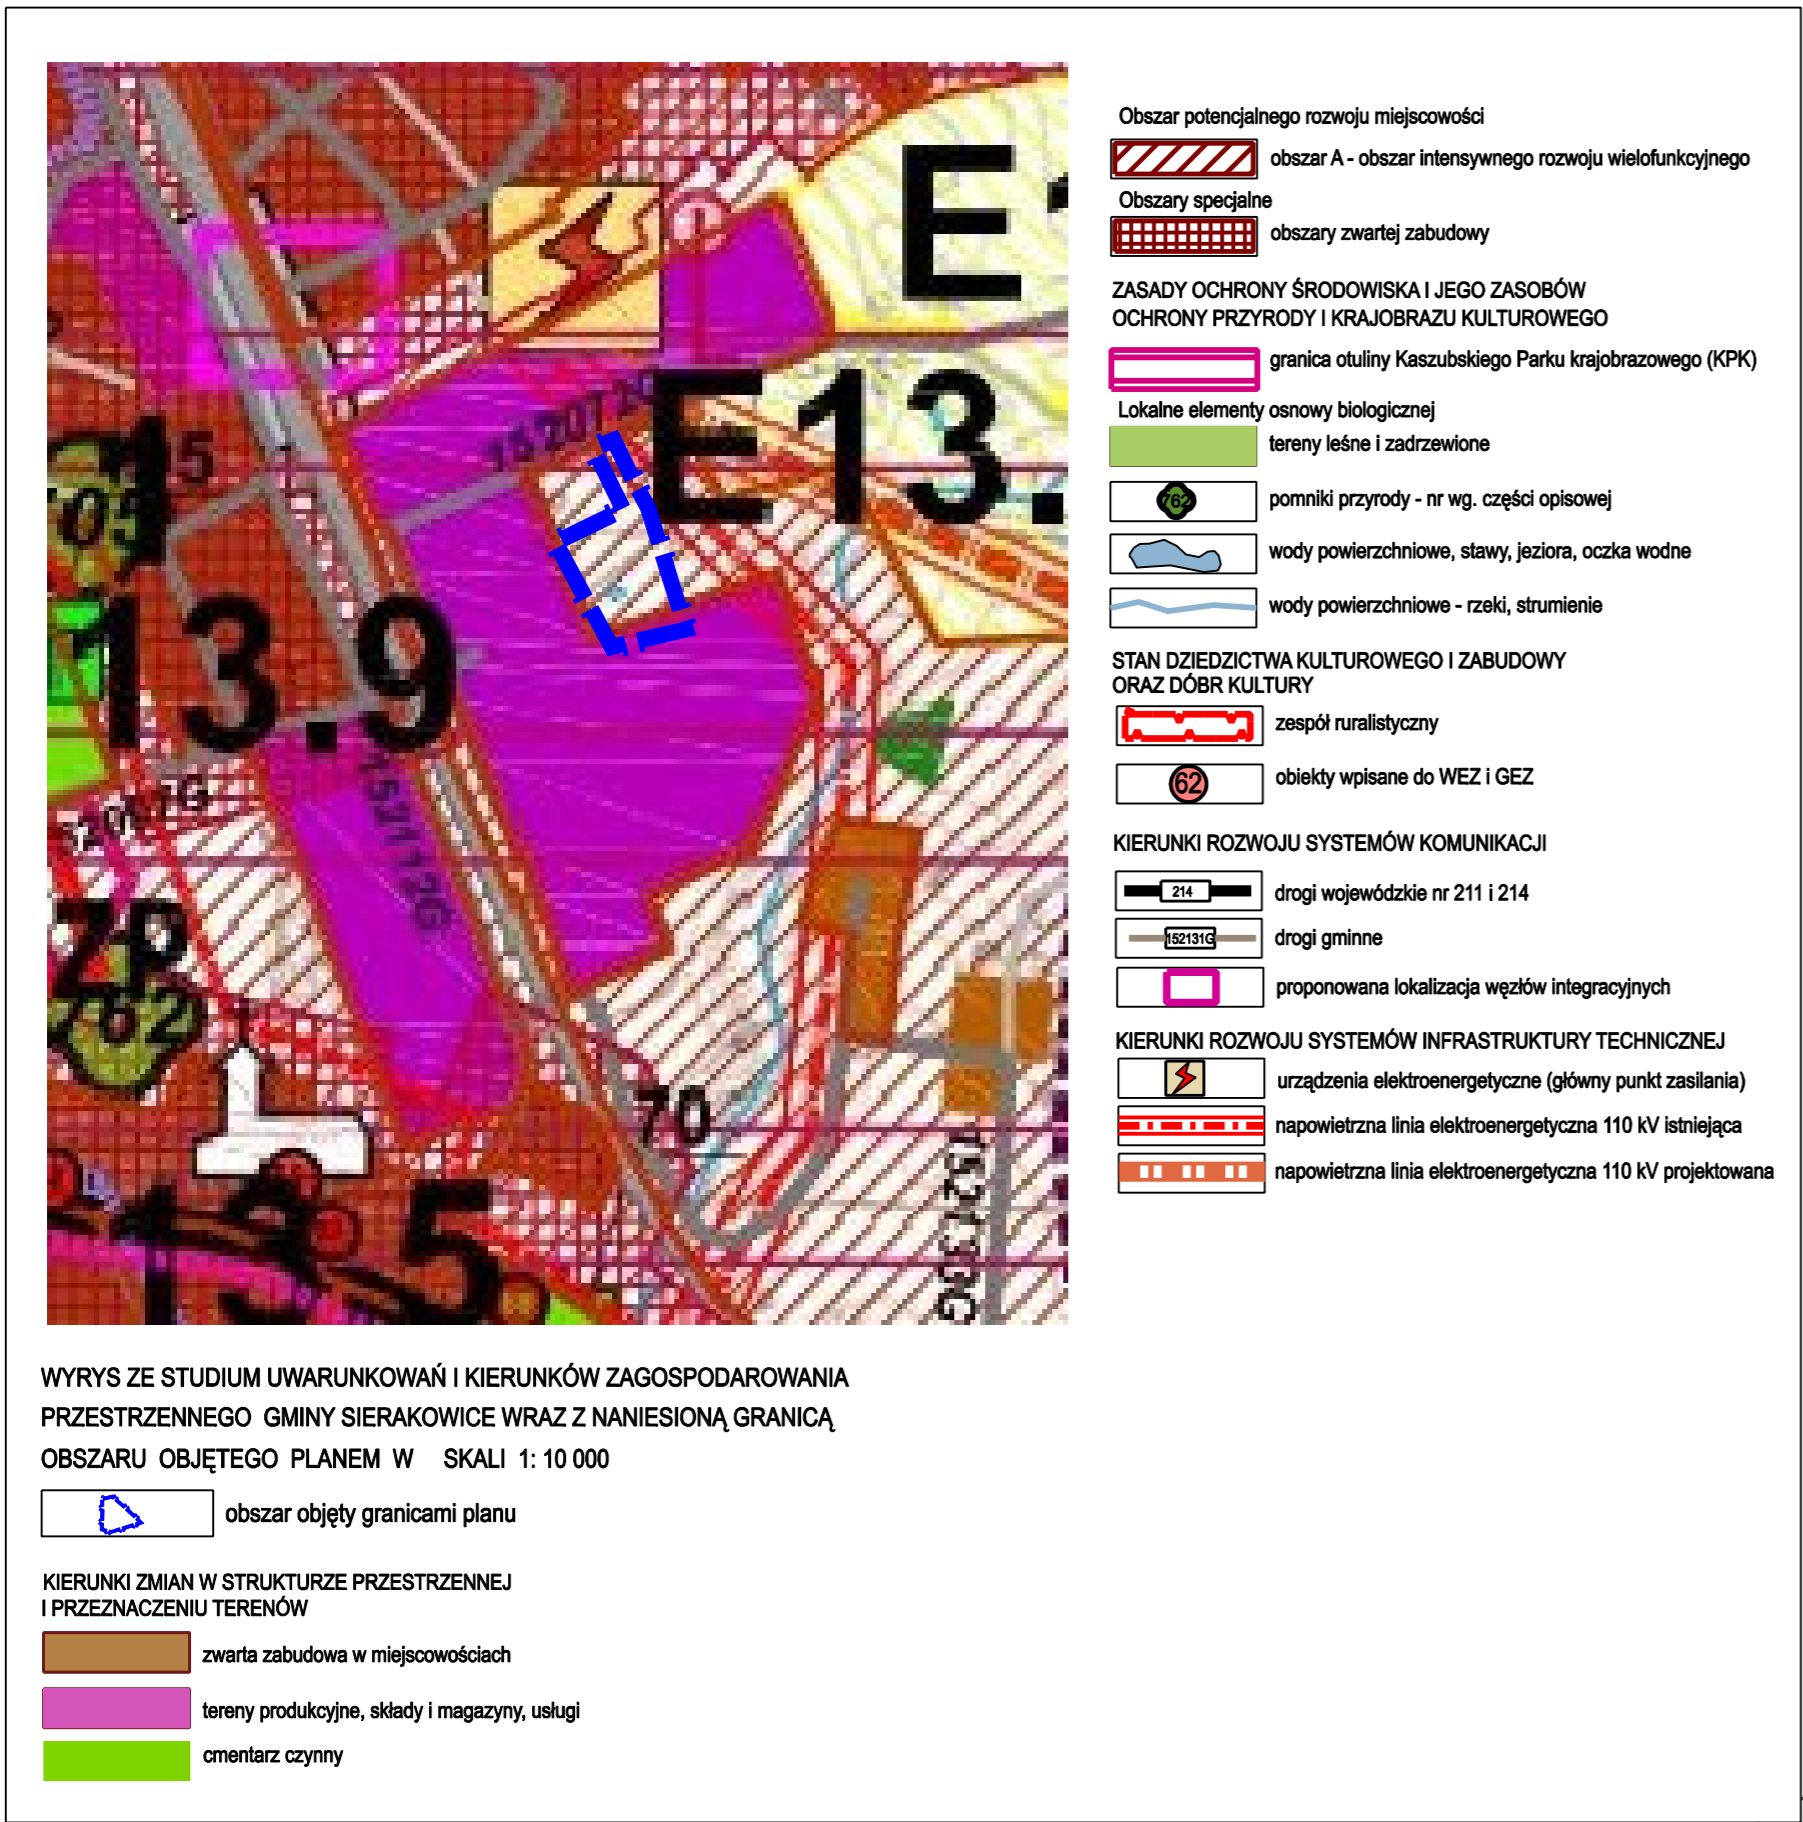 E
E13.
13.9
152113G
762
70
5
Obszar potencjalnego rozwoju miejscowości
obszar A - obszar intensywnego rozwoju wielofunkcyjnego
Obszary specjalne
obszary zwartej zabudowy
ZASADY OCHRONY ŚRODOWISKA I JEGO ZASOBÓW
OCHRONY PRZYRODY I KRAJOBRAZU KULTUROWEGO
granica otuliny Kaszubskiego Parku krajobrazowego (KPK)
Lokalne elementy osnowy biologicznej
tereny leśne i zadrzewione
762
pomniki przyrody - nr wg. części opisowej
wody powierzchniowe, stawy, jeziora, oczka wodne
wody powierzchniowe - rzeki, strumienie
STAN DZIEDZICTWA KULTUROWEGO I ZABUDOWY
ORAZ DÓBR KULTURY
zespół ruralistyczny
62
obiekty wpisane do WEZ i GEZ
KIERUNKI ROZWOJU SYSTEMÓW KOMUNIKACJI
214
drogi wojewódzkie nr 211 i 214
152131G
drogi gminne
proponowana lokalizacja węzłów integracyjnych
KIERUNKI ROZWOJU SYSTEMÓW INFRASTRUKTURY TECHNICZNEJ
urządzenia elektroenergetyczne (główny punkt zasilania)
napowietrzna linia elektroenergetyczna 110 kV istniejąca
napowietrzna linia elektroenergetyczna 110 kV projektowana
WYRYS ZE STUDIUM UWARUNKOWAŃ I KIERUNKÓW ZAGOSPODAROWANIA
PRZESTRZENNEGO GMINY SIERAKOWICE WRAZ Z NANIESIONĄ GRANICĄ
OBSZARU OBJĘTEGO PLANEM W SKALI 1: 10 000
obszar objęty granicami planu
KIERUNKI ZMIAN W STRUKTURZE PRZESTRZENNEJ
I PRZEZNACZENIU TERENÓW
zwarta zabudowa w miejscowościach
tereny produkcyjne, składy i magazyny, usługi
cmentarz czynny